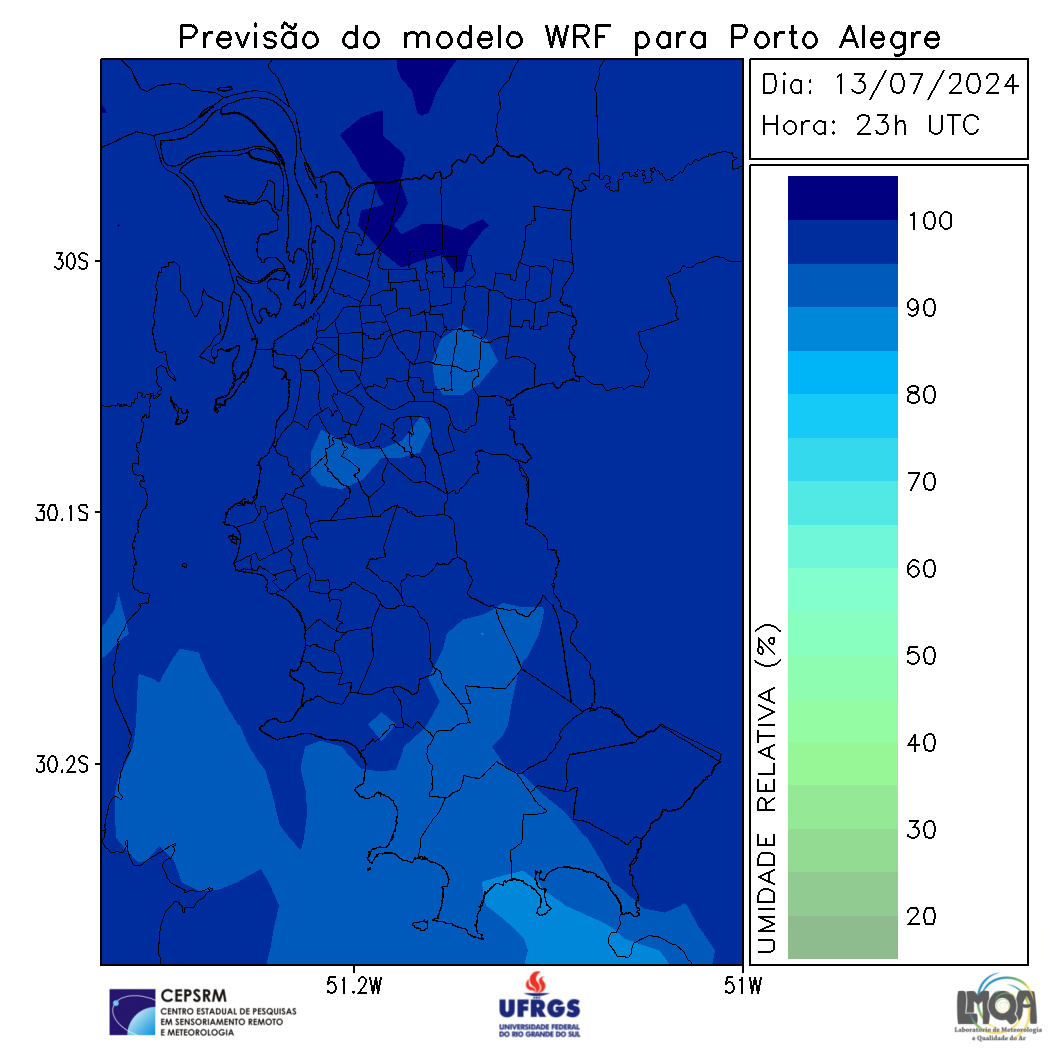 Previsão do modelo WRF para Porto Alegre
Dia: 13/07/2024
Hora: 23h UTC
100
90
80
70
60
50
40
30
20
UMIDADE RELATIVA (%)
30S
30.1S
30.2S
51.2W
51W
CEPSRM
CENTRO ESTADUAL DE PESQUISAS
EM SENSORIAMENTO REMOTO
E METEOROLOGIA
UFRGS
UNIVERSIDADE FEDERAL
DO RIO GRANDE DO SUL
LMQA
Laboratório de Meteorologia
e Qualidade do Ar